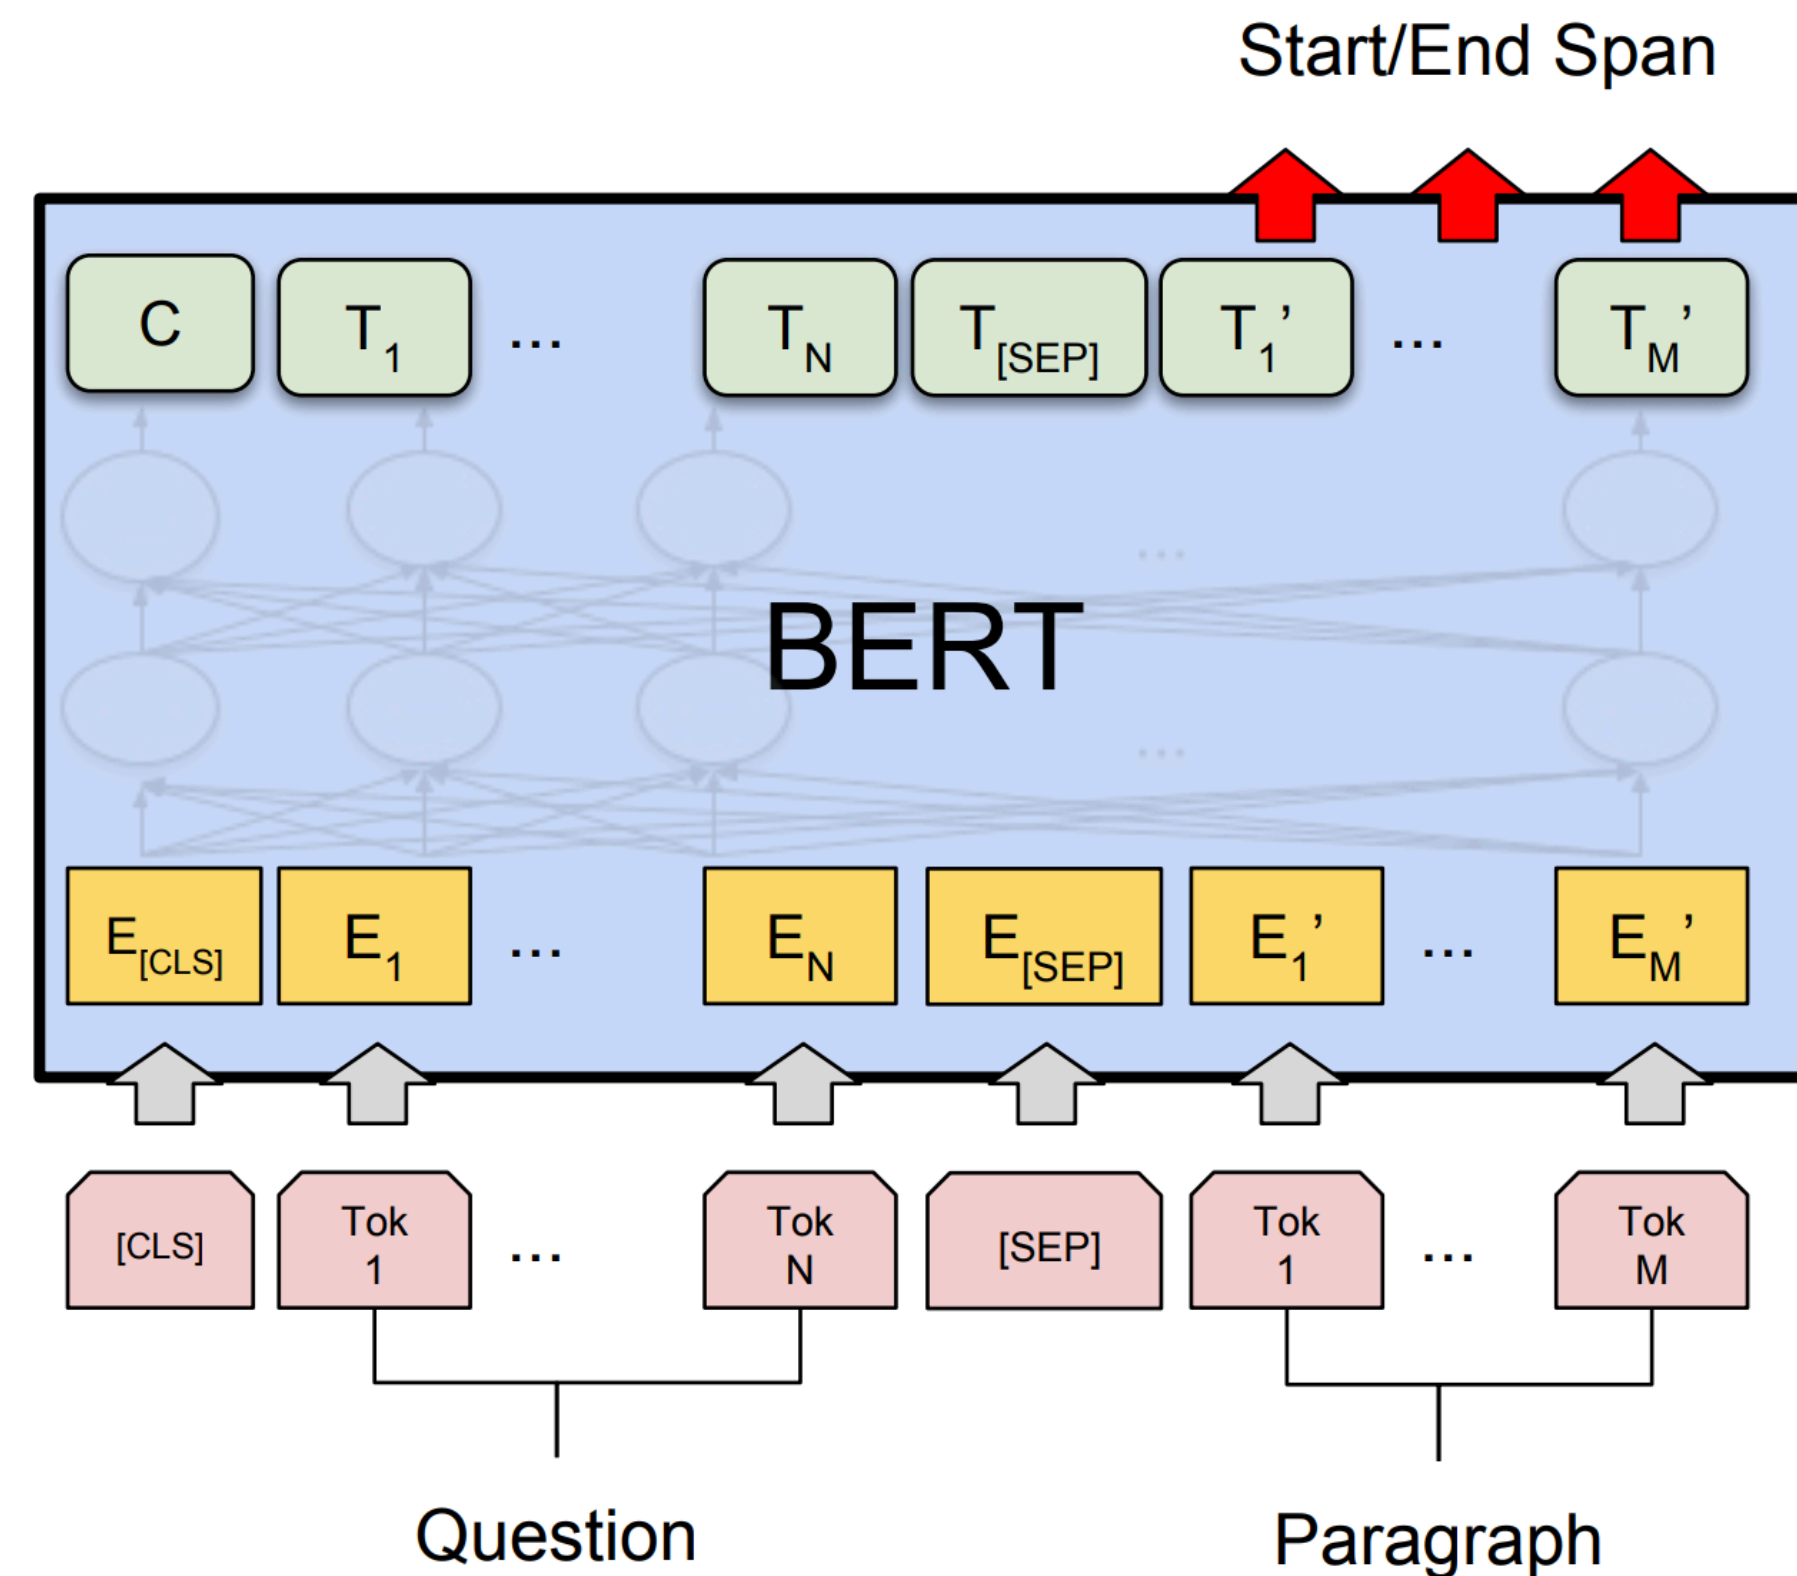 Start/End Span
C T1 ... TN T[SEP] T1’ ... TM’
...
BERT
...
E[CLS] E1 ... EN E[SEP] E1’ ... EM’
[CLS] Tok 1 ... Tok N [SEP] Tok 1 ... Tok M
Question Paragraph